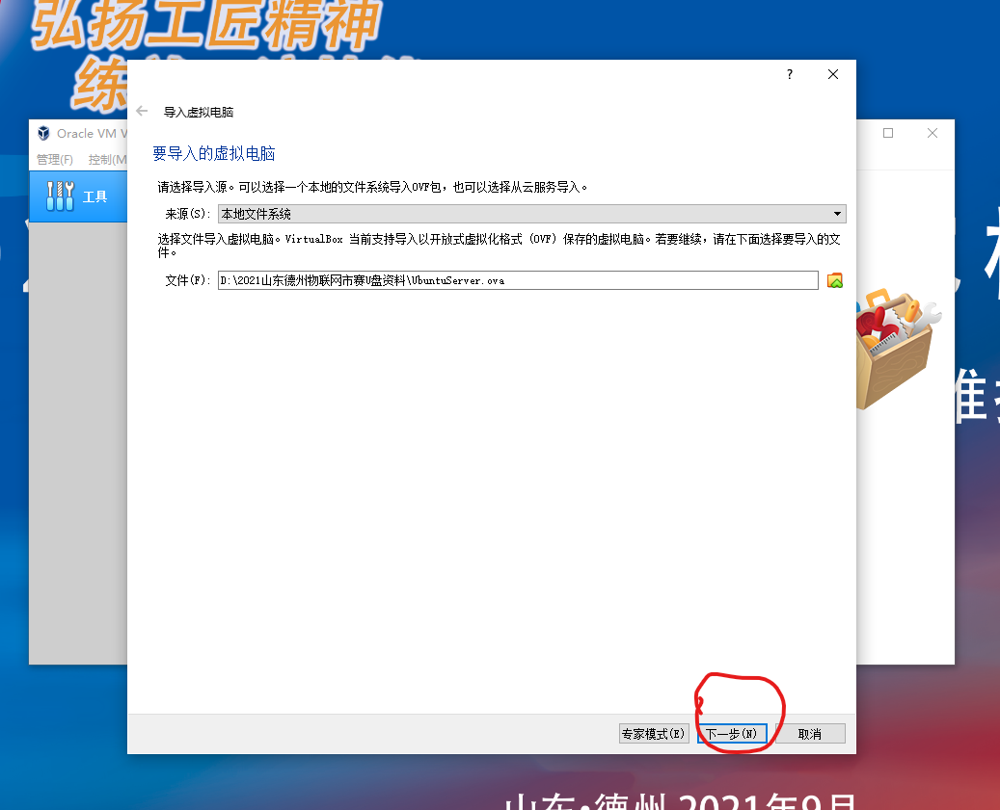 弘扬工匠精神
练
?
导入虚拟电脑
Oracle VM V
管理(F) 控制(M
工具
要导入的虚拟电脑
请选择导入源。可以选择一个本地的文件系统导入OVF包，也可以选择从云服务导入。
来源(S): 本地文件系统
选择文件导入虚拟电脑。VirtualBox 当前支持导入以开放式虚拟化格式 (OVF) 保存的虚拟电脑。若要继续，请在下面选择要导入的文
件。
文件(F): D:\2021山东德州物联网市赛U盘资料\UbuntuServer.ova
专家模式(E) 下一步(N) 取消
山东·德州 2021年9月